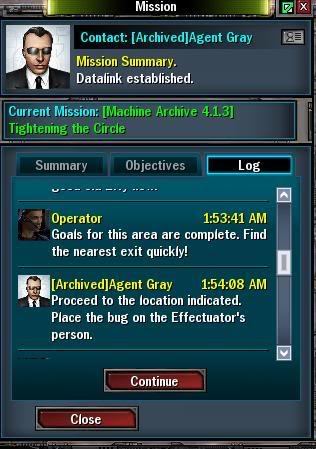 Mission
Contact: [Archived]Agent Gray
Mission Summary.
Datalink established.
Current Mission: [Machine Archive 4.1.3]
Tightening the Circle
Summary
Objectives
Log
Operator 1:53:41 AM
Goals for this area are complete. Find
the nearest exit quickly!
[Archived]Agent Gray 1:54:08 AM
Proceed to the location indicated.
Place the bug on the Effectuator's
person.
Continue
Close